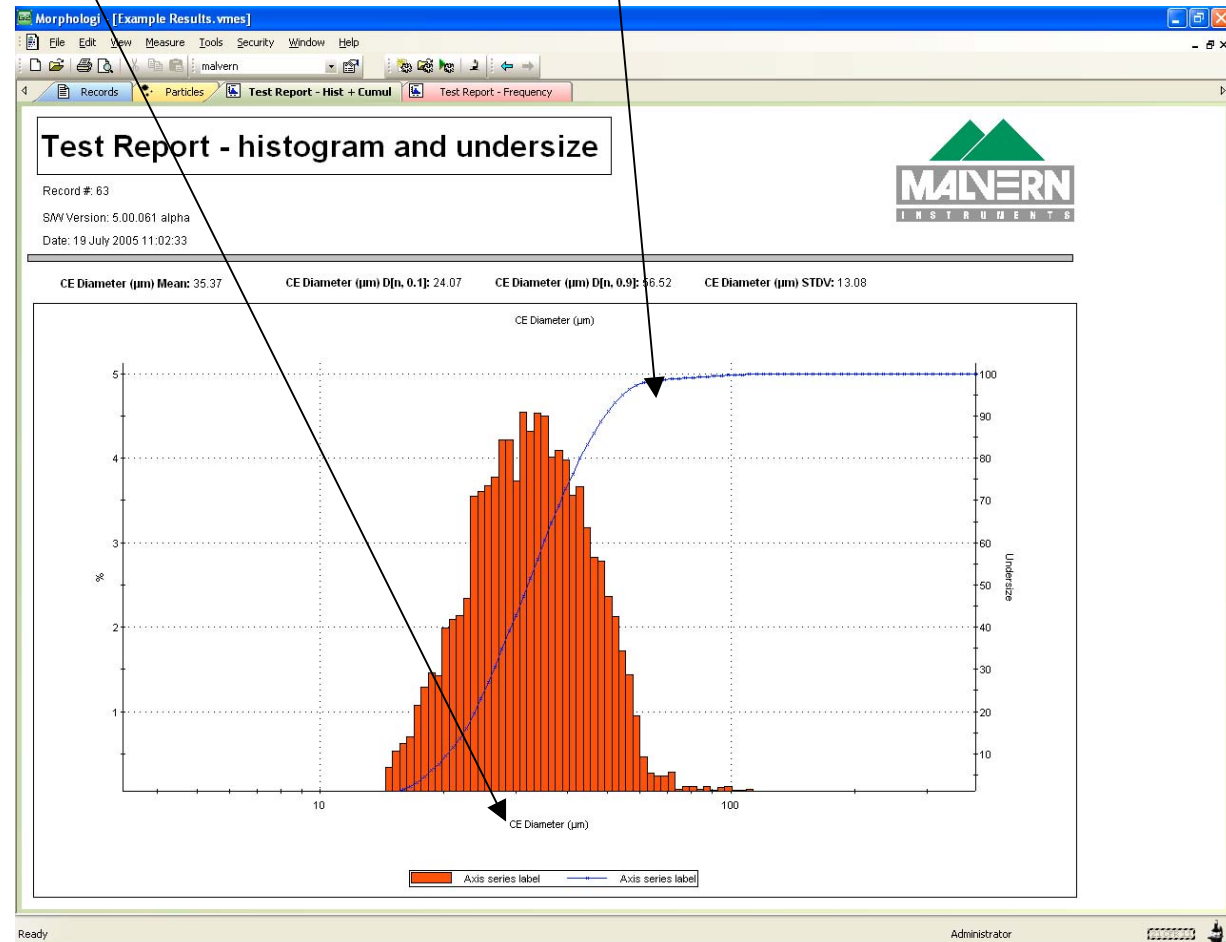 Morphologi - [Example Results.vmes]
File Edit View Measure Tools Security Window Help
malvern
Records Particles Test Report - Hist + Cumul Test Report - Frequency
Test Report - histogram and undersize
MALVERN
INSTRUMENTS
Record #: 63
S/W Version: 5.00.061 alpha
Date: 19 July 2005 11:02:33
CE Diameter (µm) Mean: 35.37 CE Diameter (µm) D[n, 0.1]: 24.07 CE Diameter (µm) D[n, 0.9]: 56.52 CE Diameter (µm) STDV: 13.08
CE Diameter (µm)
5
4
3
2
1
%
100
90
80
70
60
50
40
30
20
10
Undersize
10 100
CE Diameter (µm)
Axis series label Axis series label
Ready Administrator